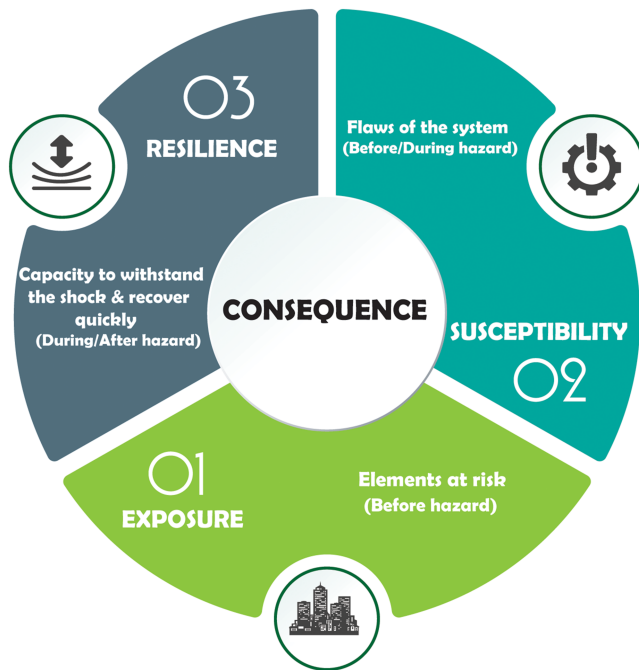 03
RESILIENCE
Capacity to withstand
the shock & recover
quickly
(During/After hazard)
Flaws of the system
(Before/During hazard)
SUSCEPTIBILITY
02
CONSEQUENCE
01
EXPOSURE
Elements at risk
(Before hazard)